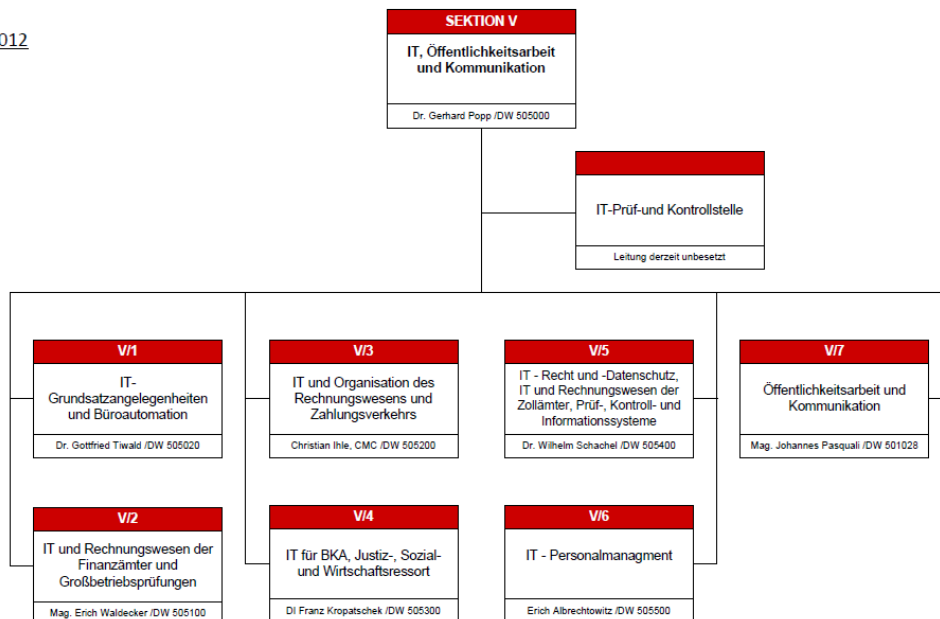 SEKTION V
012
IT, Öffentlichkeitsarbeit
und Kommunikation
Dr. Gerhard Popp /DW 505000
IT-Prüf-und Kontrollstelle
Leitung derzeit unbesetzt
V/1
IT-
Grundsatzangelegenheiten
und Büroautomation
Dr. Gottfried Tiwald /DW 505020
V/3
IT und Organisation des
Rechnungswesens und
Zahlungsverkehrs
Christian Ihle, CMC /DW 505200
V/5
IT - Recht und -Datenschutz,
IT und Rechnungswesen der
Zollämter, Prüf-, Kontroll- und
Informationssysteme
Dr. Wilhelm Schachel /DW 505400
V/7
Öffentlichkeitsarbeit und
Kommunikation
Mag. Johannes Pasquali /DW 501028
V/2
IT und Rechnungswesen der
Finanzämter und
Großbetriebsprüfungen
Mag. Erich Waldecker /DW 505100
V/4
IT für BKA, Justiz-, Sozial-
und Wirtschaftsressort
DI Franz Kropatschek /DW 505300
V/6
IT - Personalmanagment
Erich Albrechtowitz /DW 505500